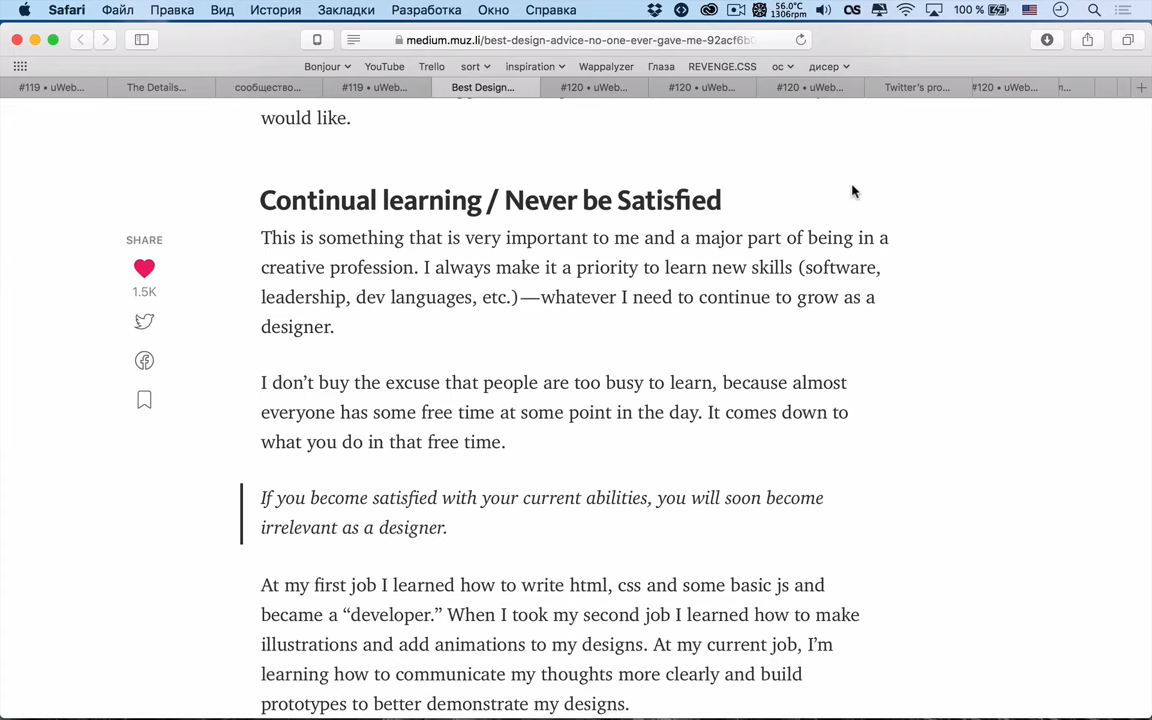 Safari Файл Правка Вид История Закладки Разработка Окно Справка 56.0°C 1306rpm 100 %
medium.muz.li/best-design-advice-no-one-ever-gave-me-92acf6b
Bonjour YouTube Trello sort inspiration Wappalyzer Глаза REVENGE.CSS ос дисер
#119 • uWeb... The Details... сообщество... #119 • uWeb... Best Design... #120 • uWeb... #120 • uWeb... #120 • uWeb... Twitter's pro... #120 • uWeb...
would like.
Continual learning / Never be Satisfied
This is something that is very important to me and a major part of being in a
creative profession. I always make it a priority to learn new skills (software,
leadership, dev languages, etc.)—whatever I need to continue to grow as a
designer.
SHARE
1.5K
I don’t buy the excuse that people are too busy to learn, because almost
everyone has some free time at some point in the day. It comes down to
what you do in that free time.
If you become satisfied with your current abilities, you will soon become
irrelevant as a designer.
At my first job I learned how to write html, css and some basic js and
became a “developer.” When I took my second job I learned how to make
illustrations and add animations to my designs. At my current job, I’m
learning how to communicate my thoughts more clearly and build
prototypes to better demonstrate my designs.